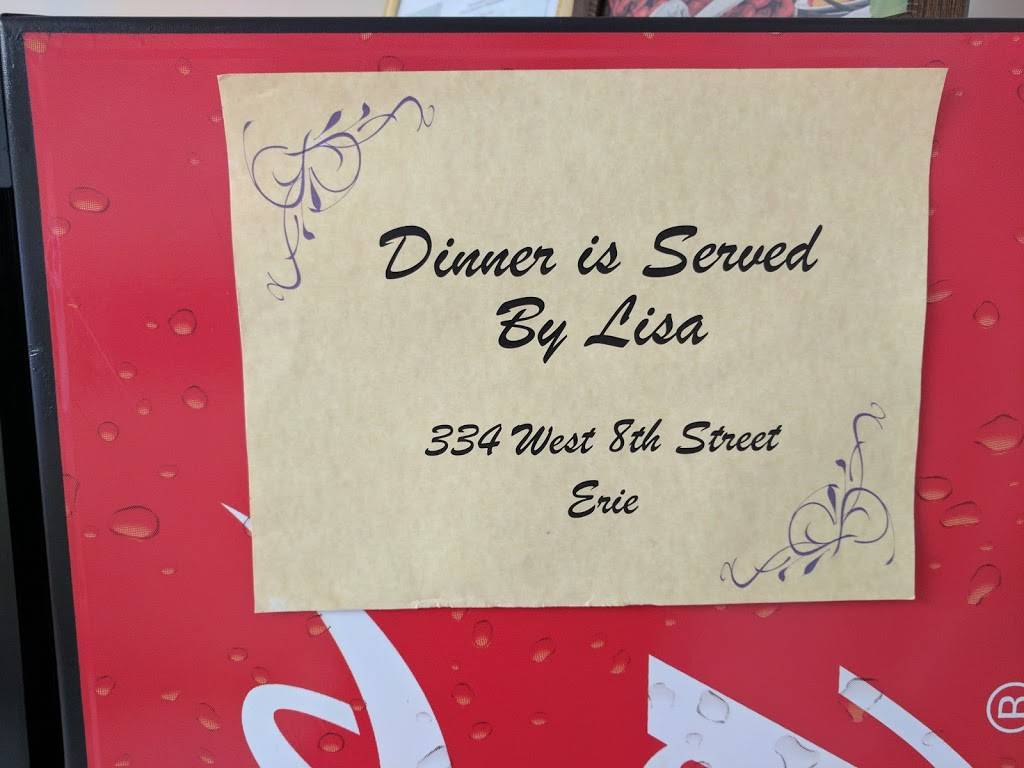 Dinner is Served
By Lisa
334 West 8th Street
Erie
®